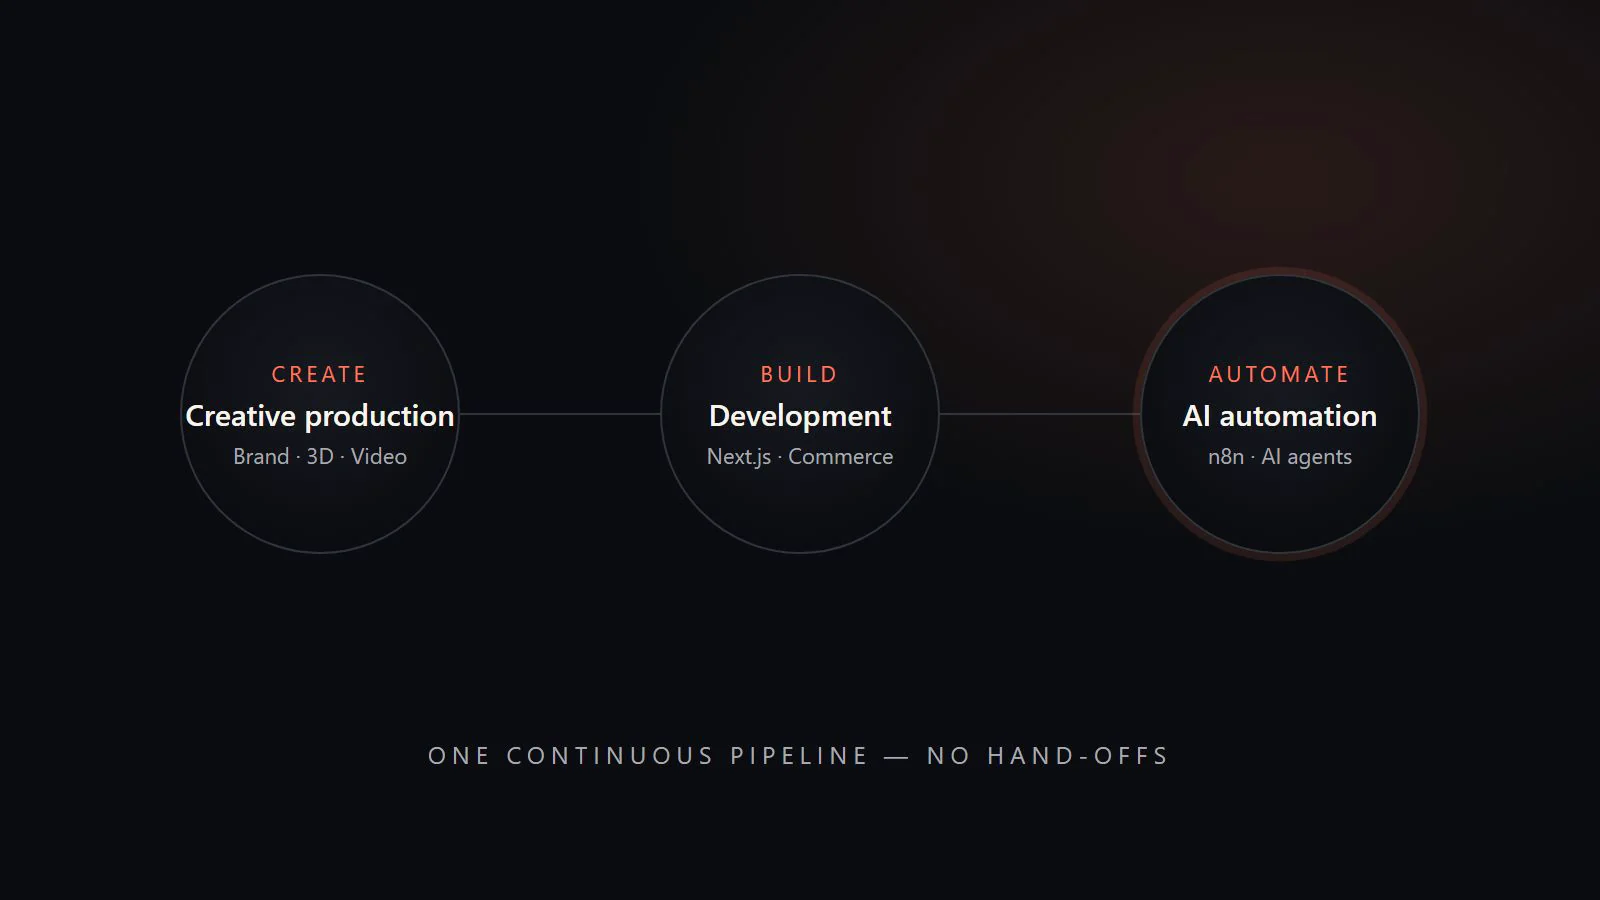 CREATE
Creative production
Brand · 3D · Video
BUILD
Development
Next.js · Commerce
AUTOMATE
AI automation
n8n · AI agents
ONE CONTINUOUS PIPELINE — NO HAND-OFFS